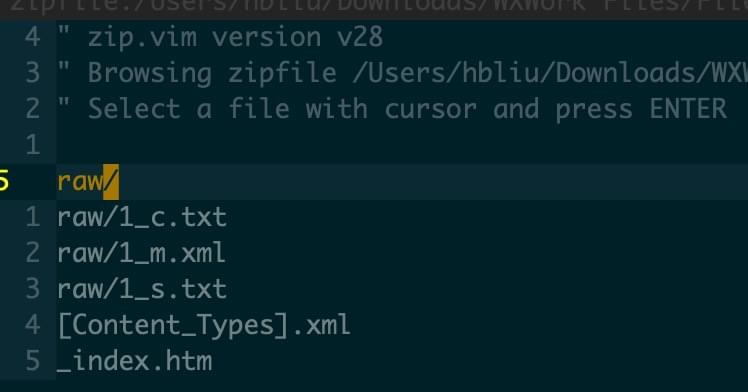 zipfile:/Users/hbliu/Downloads/WXWork Files/File
4 " zip.vim version v28
3 " Browsing zipfile /Users/hbliu/Downloads/WXW
2 " Select a file with cursor and press ENTER
1
5 raw/
1 raw/1_c.txt
2 raw/1_m.xml
3 raw/1_s.txt
4 [Content_Types].xml
5 _index.htm